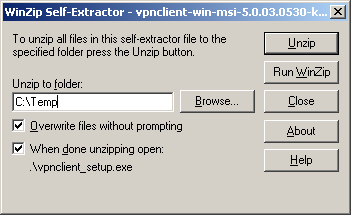 WinZip Self-Extractor - vpnclient-win-msi-5.0.03.0530-k...
To unzip all files in this self-extractor file to the
specified folder press the Unzip button.
Unzip
Run WinZip
Unzip to folder:
C:\Temp
Browse...
Close
Overwrite files without prompting
About
When done unzipping open:
.\vpnclient_setup.exe
Help